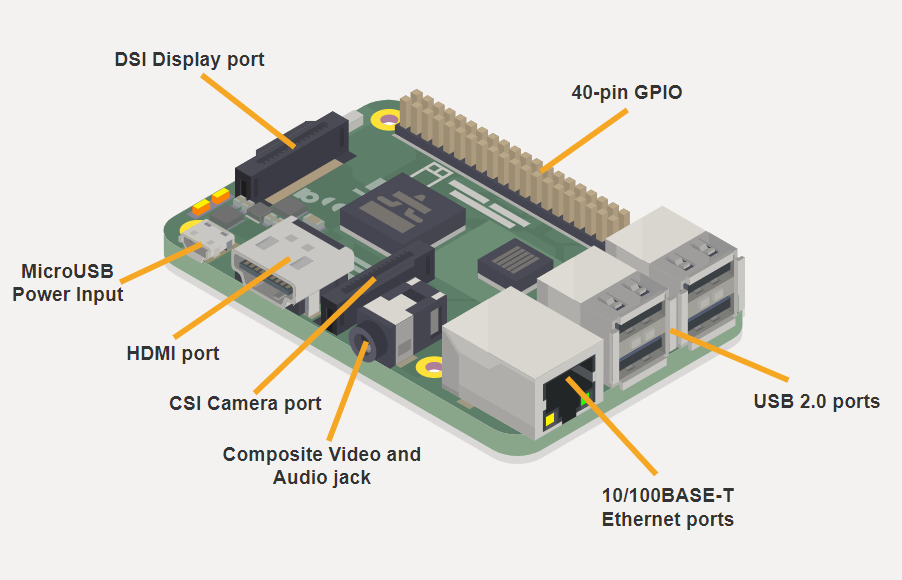 DSI Display port
40-pin GPIO
MicroUSB
Power Input
HDMI port
CSI Camera port
USB 2.0 ports
Composite Video and
Audio jack
10/100BASE-T
Ethernet ports